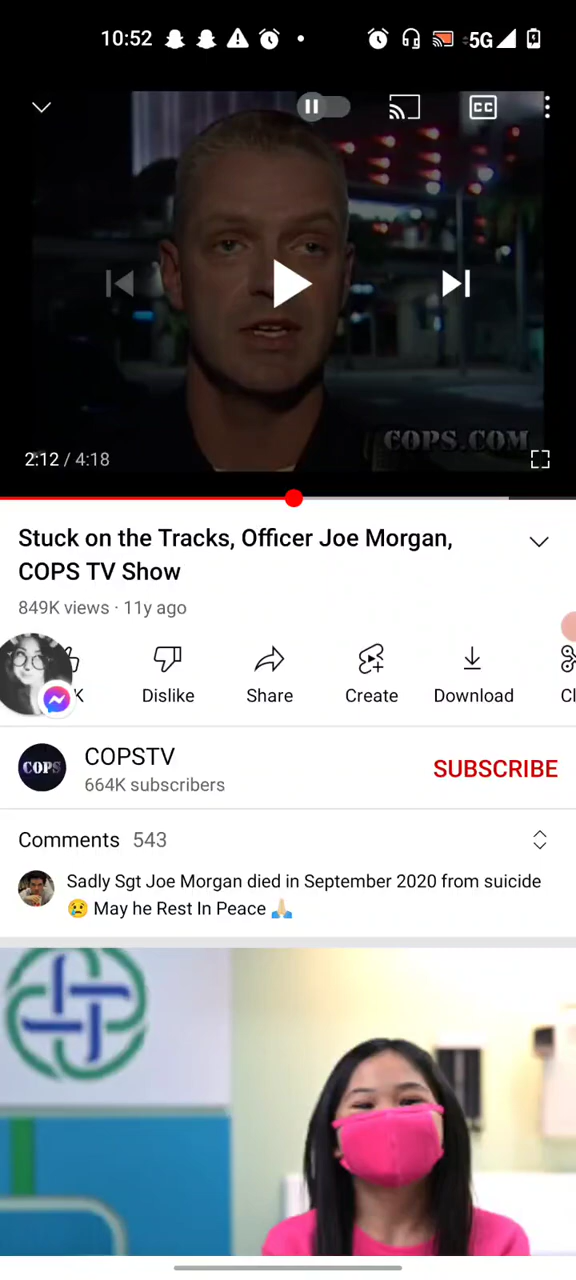 10:52
5G
CC
COPS.COM
2:12 / 4:18
Stuck on the Tracks, Officer Joe Morgan,
COPS TV Show
849K views · 11y ago
K Dislike Share Create Download Cl
COPS COPSTV
664K subscribers
SUBSCRIBE
Comments 543
Sadly Sgt Joe Morgan died in September 2020 from suicide
😢 May he Rest In Peace 🙏🏼